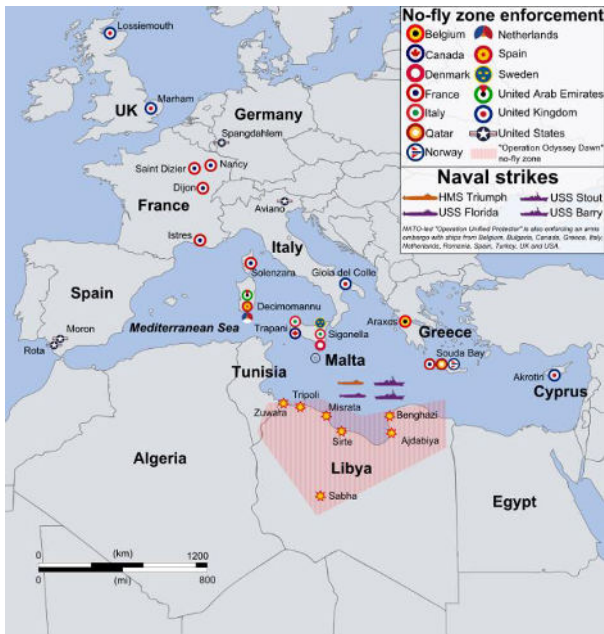 No-fly zone enforcement
Belgium
Canada
Denmark
France
Italy
Qatar
Norway
Netherlands
Spain
Sweden
United Arab Emirates
United Kingdom
United States
"Operation Odyssey Dawn"
no-fly zone
Naval strikes
HMS Triumph
USS Florida
USS Stout
USS Barry
NATO-led "Operation Unified Protector" is also enforcing an arms
embargo with ships from Belgium, Bulgaria, Canada, Greece, Italy,
Netherlands, Romania, Spain, Turkey, UK and USA.
Lossiemouth
UK
Marham
Germany
Spangdahlem
Saint Dizier
Nancy
Dijon
France
Aviano
Istres
Italy
Solenzara
Gioia del Colle
Spain
Decimomannu
Moron
Rota
Mediterranean Sea
Trapani
Sigonella
Araxos
Greece
Souda Bay
Malta
Tunisia
Akrotiri
Cyprus
Zuwara
Tripoli
Misrata
Benghazi
Sirte
Ajdabiya
Algeria
Libya
Egypt
Sabha
0 (km) 1200
0 (mi) 800